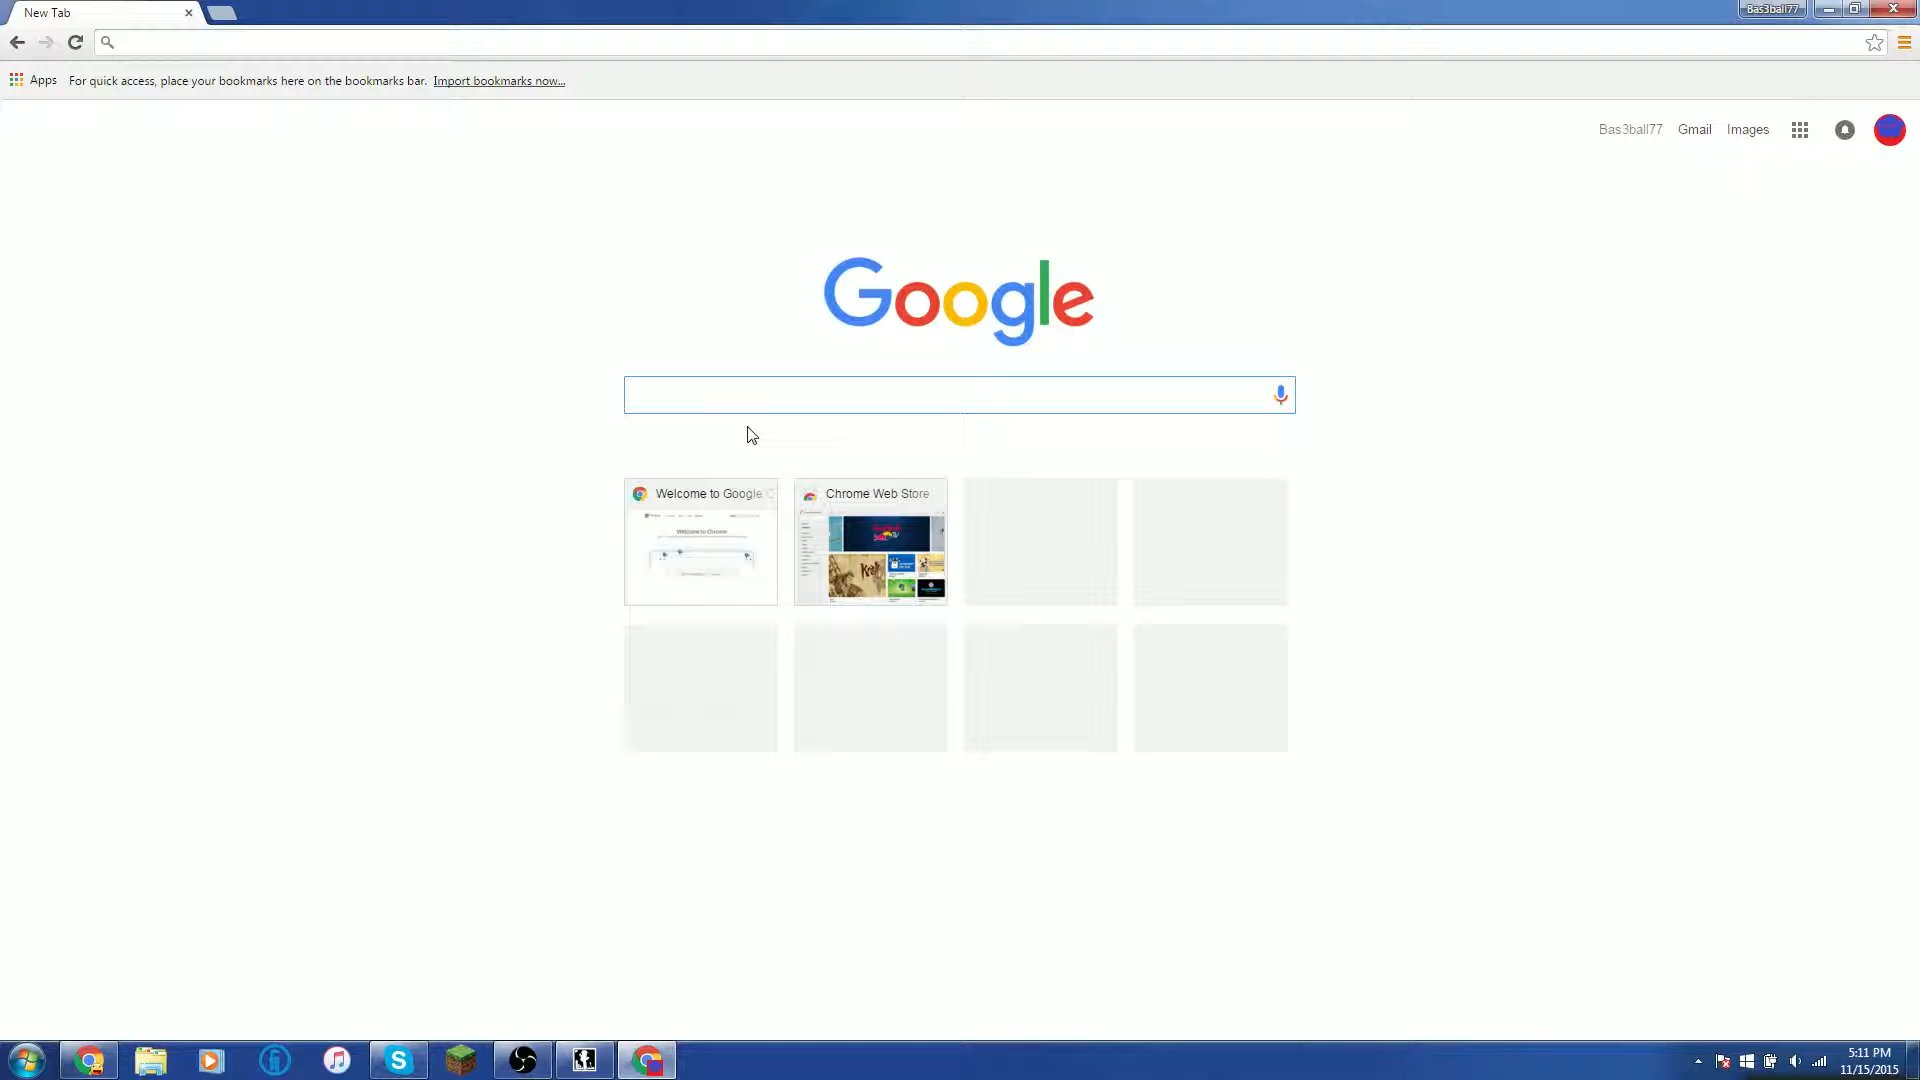 New Tab
Bas3ball77
Apps For quick access, place your bookmarks here on the bookmarks bar. Import bookmarks now...
Bas3ball77 Gmail Images
Google
Welcome to Google
Chrome Web Store
Welcome to Chrome
5:11 PM
11/15/2015